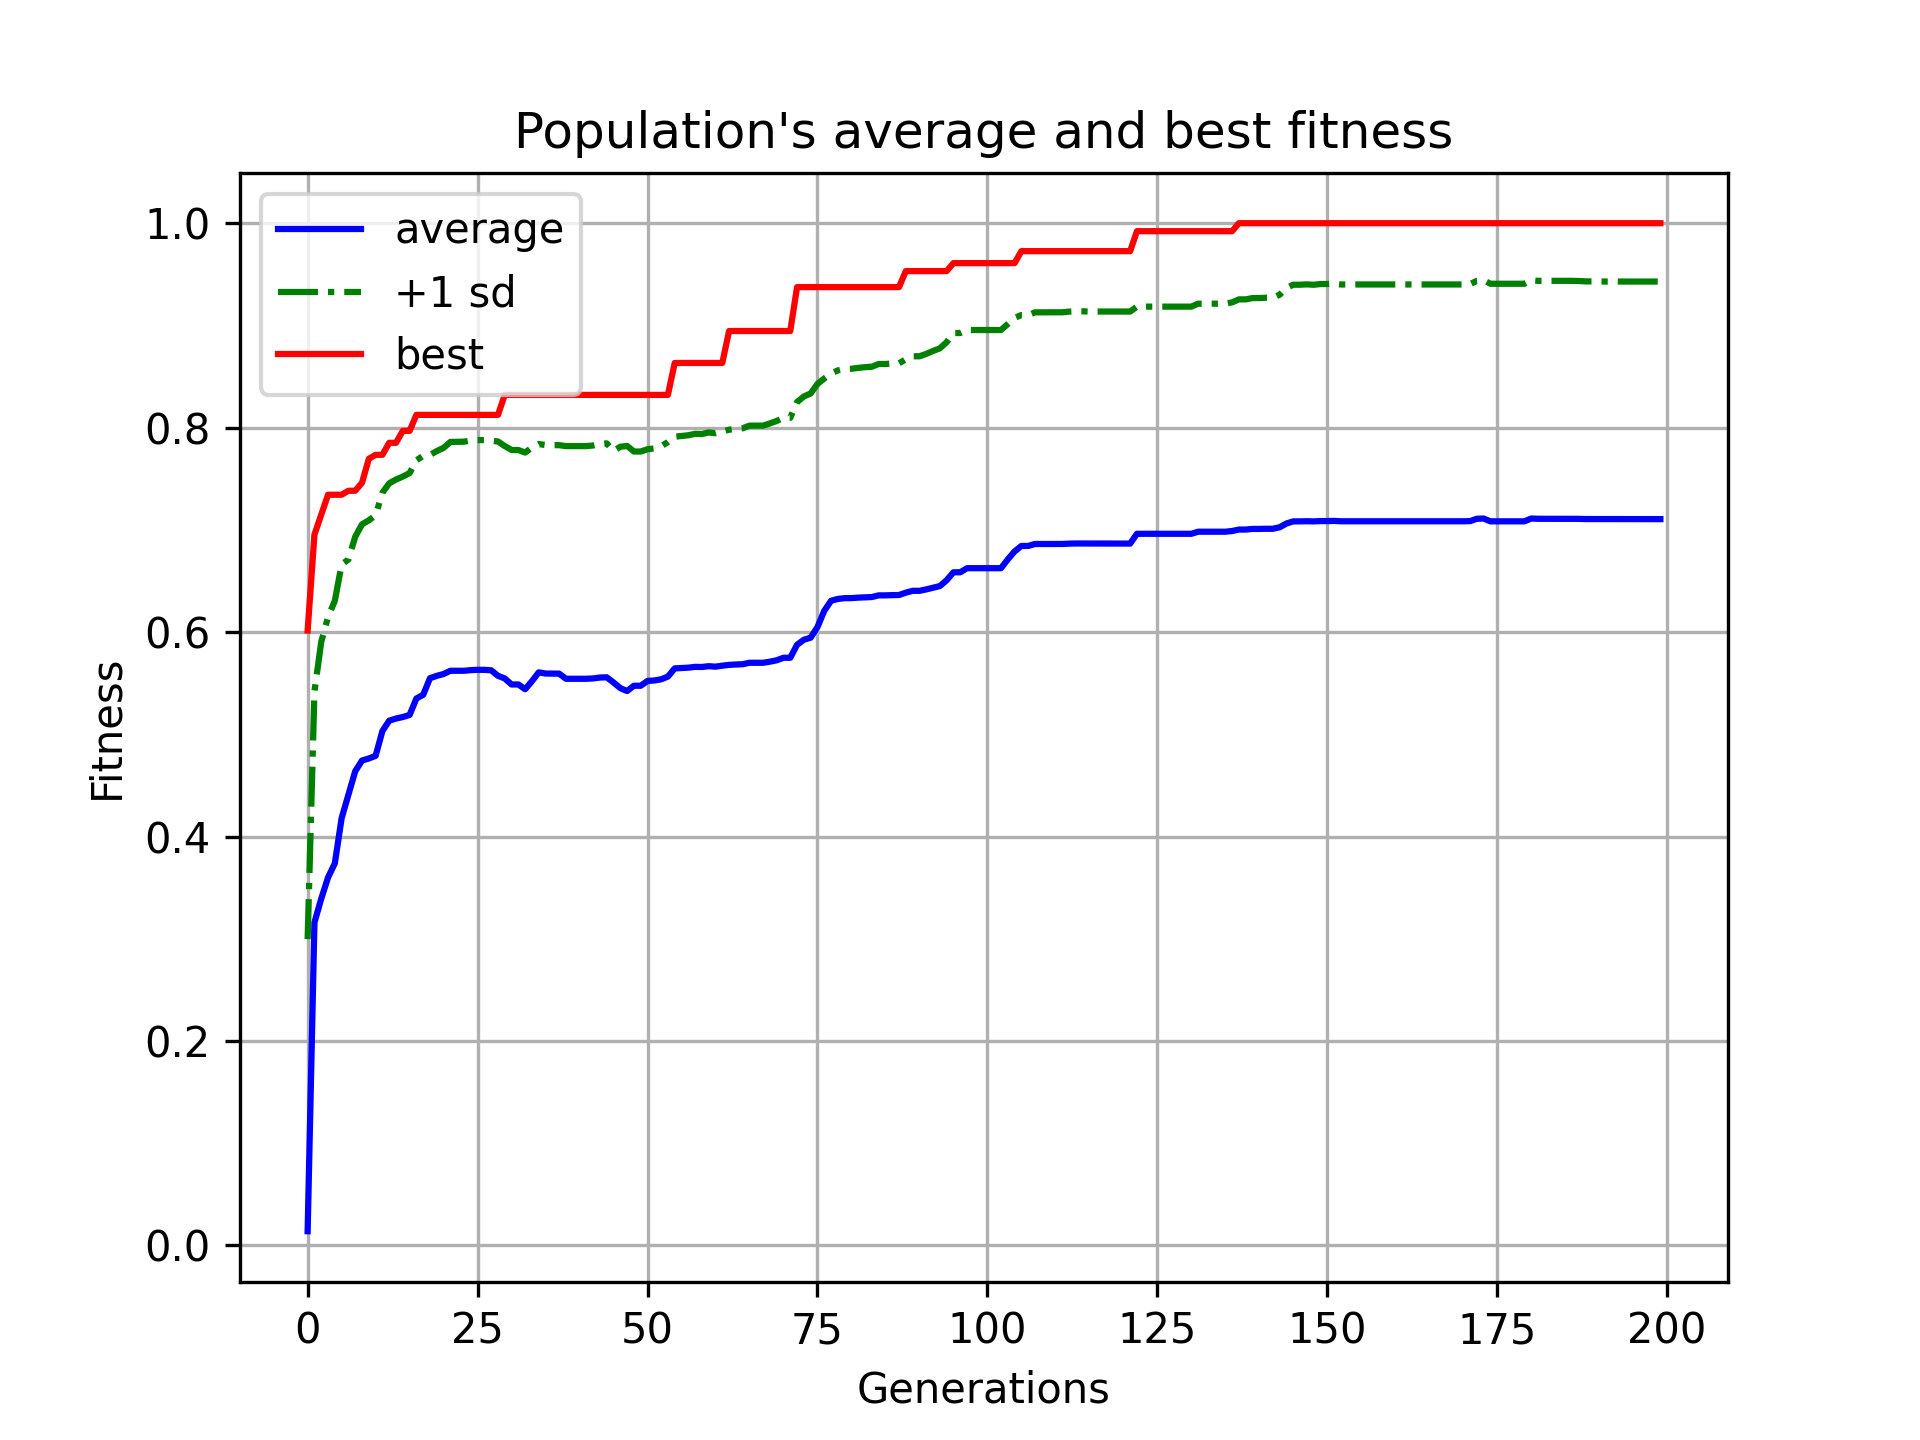 Population's average and best fitness
average
+1 sd
best
Fitness
1.0
0.8
0.6
0.4
0.2
0.0
0 25 50 75 100 125 150 175 200
Generations